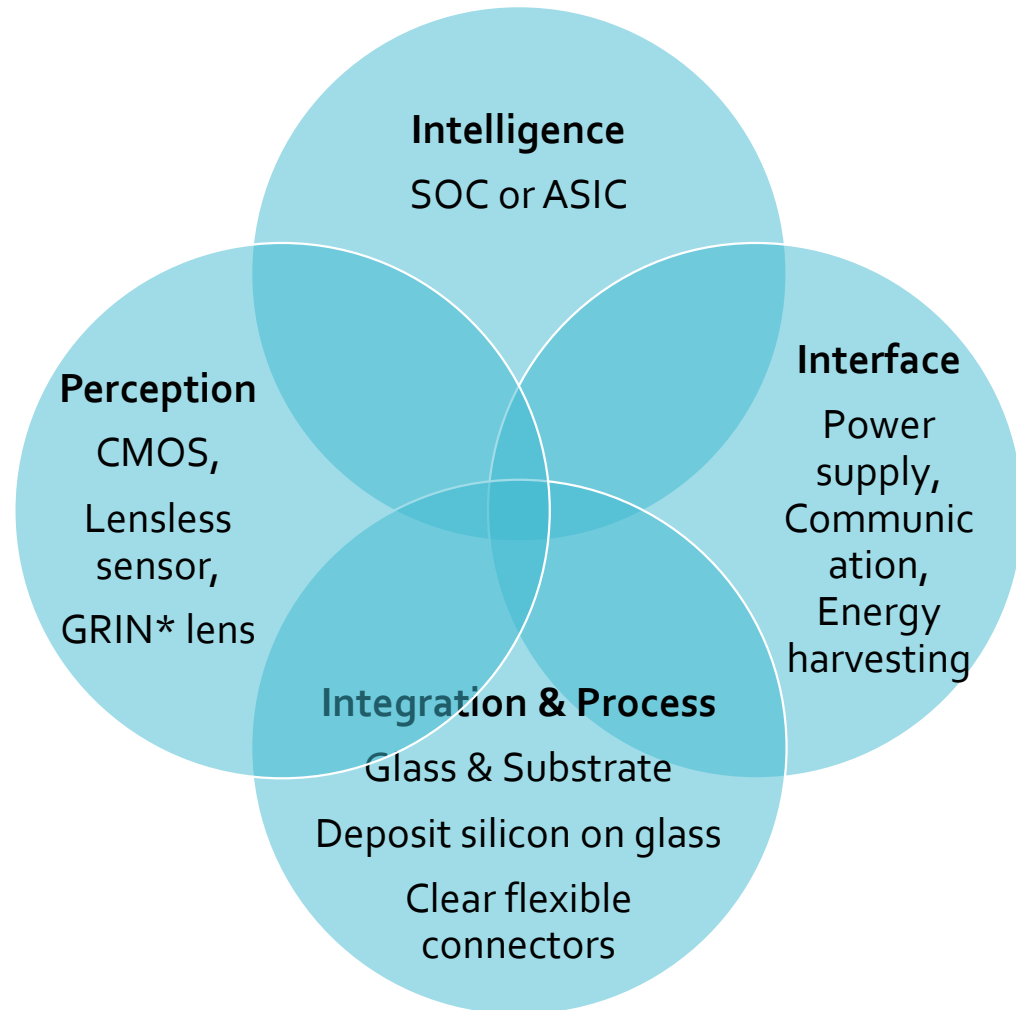 Intelligence
SOC or ASIC
Perception
CMOS,
Lensless
sensor,
GRIN* lens
Interface
Power
supply,
Communic
ation,
Energy
harvesting
Integration & Process
Glass & Substrate
Deposit silicon on glass
Clear flexible
connectors